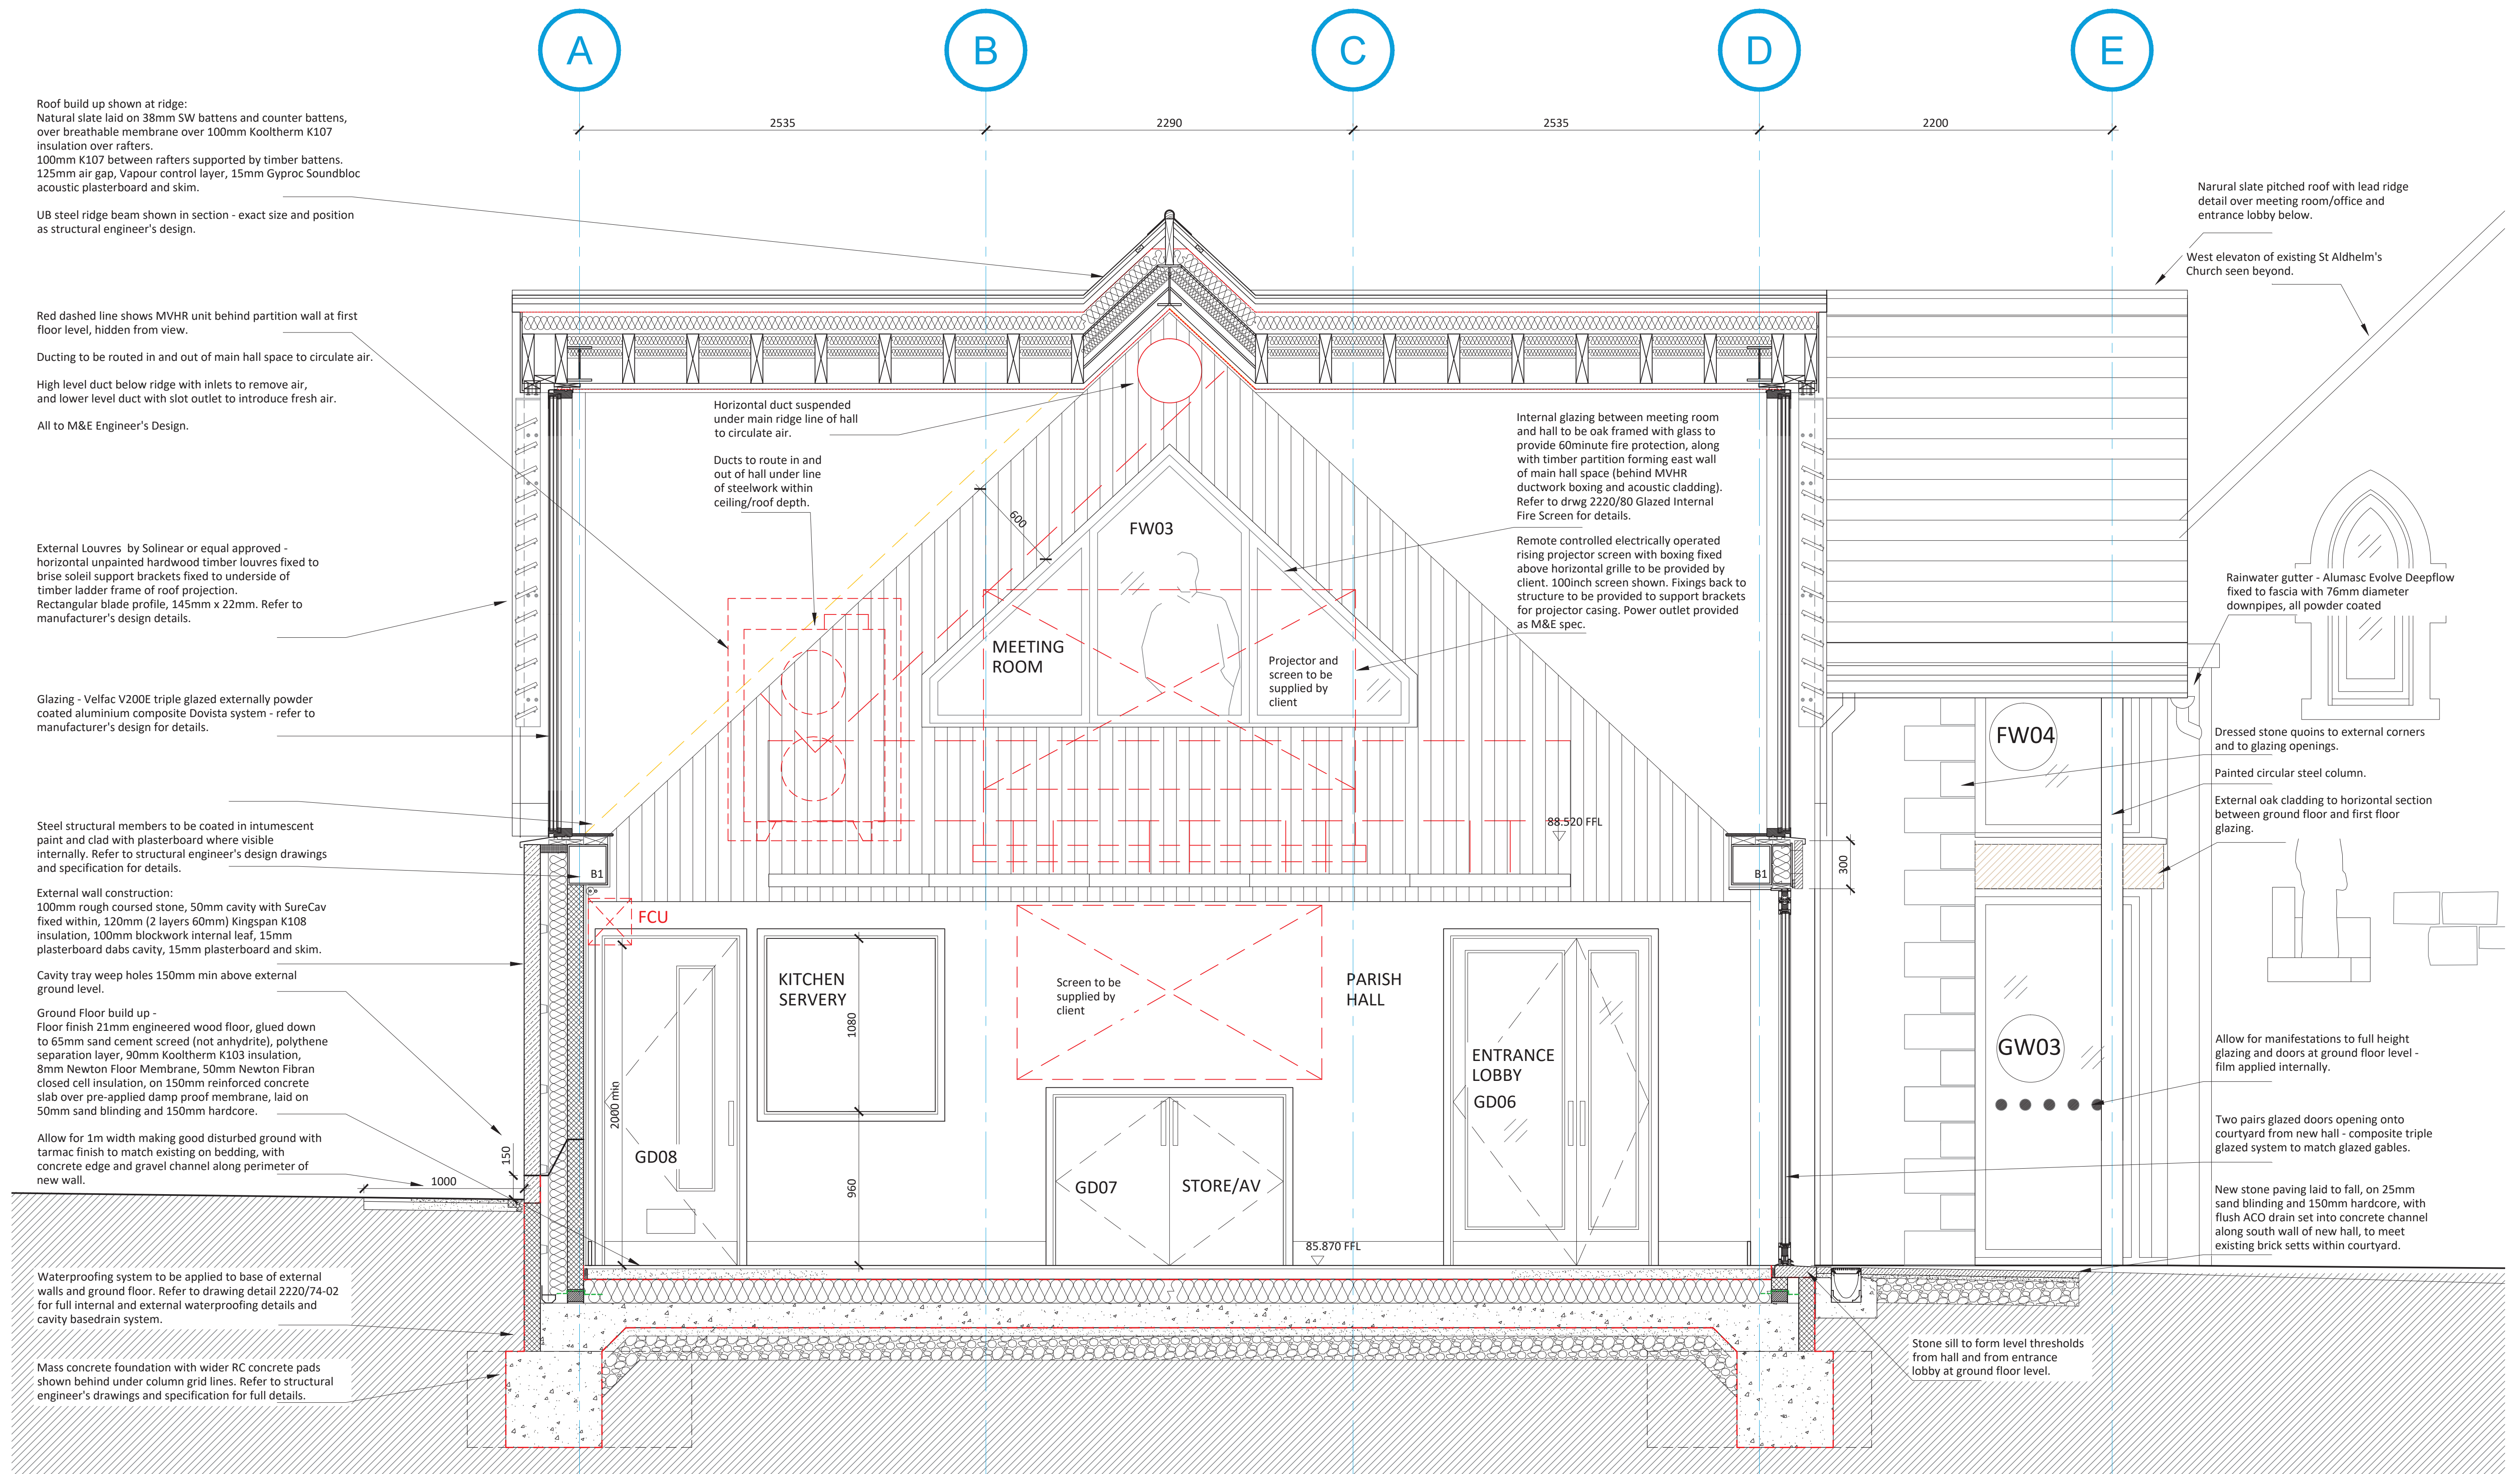 A
B
C
D
E
2535
2290
2535
2200
Roof build up shown at ridge:
Natural slate laid on 38mm SW battens and counter battens,
over breathable membrane over 100mm Kooltherm K107
insulation over rafters.
100mm K107 between rafters supported by timber battens.
125mm air gap, Vapour control layer, 15mm Gyproc Soundbloc
acoustic plasterboard and skim.
UB steel ridge beam shown in section - exact size and position
as structural engineer's design.
Red dashed line shows MVHR unit behind partition wall at first
floor level, hidden from view.
Ducting to be routed in and out of main hall space to circulate air.
High level duct below ridge with inlets to remove air,
and lower level duct with slot outlet to introduce fresh air.
All to M&E Engineer's Design.
External Louvres by Solinear or equal approved -
horizontal unpainted hardwood timber louvres fixed to
brise soleil support brackets fixed to underside of
timber ladder frame of roof projection.
Rectangular blade profile, 145mm x 22mm. Refer to
manufacturer's design details.
Glazing - Velfac V200E triple glazed externally powder
coated aluminium composite Dovista system - refer to
manufacturer's design for details.
Steel structural members to be coated in intumescent
paint and clad with plasterboard where visible
internally. Refer to structural engineer's design drawings
and specification for details.
External wall construction:
100mm rough coursed stone, 50mm cavity with SureCav
fixed within, 120mm (2 layers 60mm) Kingspan K108
insulation, 100mm blockwork internal leaf, 15mm
plasterboard dabs cavity, 15mm plasterboard and skim.
Cavity tray weep holes 150mm min above external
ground level.
Ground Floor build up -
Floor finish 21mm engineered wood floor, glued down
to 65mm sand cement screed (not anhydrite), polythene
separation layer, 90mm Kooltherm K103 insulation,
8mm Newton Floor Membrane, 50mm Newton Fibran
closed cell insulation, on 150mm reinforced concrete
slab over pre-applied damp proof membrane, laid on
50mm sand blinding and 150mm hardcore.
Allow for 1m width making good disturbed ground with
tarmac finish to match existing on bedding, with
concrete edge and gravel channel along perimeter of
new wall.
1000
150
Waterproofing system to be applied to base of external
walls and ground floor. Refer to drawing detail 2220/74-02
for full internal and external waterproofing details and
cavity basedrain system.
Mass concrete foundation with wider RC concrete pads
shown behind under column grid lines. Refer to structural
engineer's drawings and specification for full details.
Horizontal duct suspended
under main ridge line of hall
to circulate air.
Ducts to route in and
out of hall under line
of steelwork within
ceiling/roof depth.
600
FW03
MEETING
ROOM
Projector and
screen to be
supplied by
client
Internal glazing between meeting room
and hall to be oak framed with glass to
provide 60minute fire protection, along
with timber partition forming east wall
of main hall space (behind MVHR
ductwork boxing and acoustic cladding).
Refer to drwg 2220/80 Glazed Internal
Fire Screen for details.
Remote controlled electrically operated
rising projector screen with boxing fixed
above horizontal grille to be provided by
client. 100inch screen shown. Fixings back to
structure to be provided to support brackets
for projector casing. Power outlet provided
as M&E spec.
88.520 FFL
B1
B1
300
FCU
KITCHEN
SERVERY
1080
2000 min
960
GD08
Screen to be
supplied by
client
PARISH
HALL
GD07
STORE/AV
ENTRANCE
LOBBY
GD06
85.870 FFL
Narural slate pitched roof with lead ridge
detail over meeting room/office and
entrance lobby below.
West elevaton of existing St Aldhelm's
Church seen beyond.
Rainwater gutter - Alumasc Evolve Deepflow
fixed to fascia with 76mm diameter
downpipes, all powder coated
FW04
Dressed stone quoins to external corners
and to glazing openings.
Painted circular steel column.
External oak cladding to horizontal section
between ground floor and first floor
glazing.
GW03
Allow for manifestations to full height
glazing and doors at ground floor level -
film applied internally.
Two pairs glazed doors opening onto
courtyard from new hall - composite triple
glazed system to match glazed gables.
New stone paving laid to fall, on 25mm
sand blinding and 150mm hardcore, with
flush ACO drain set into concrete channel
along south wall of new hall, to meet
existing brick setts within courtyard.
Stone sill to form level thresholds
from hall and from entrance
lobby at ground floor level.